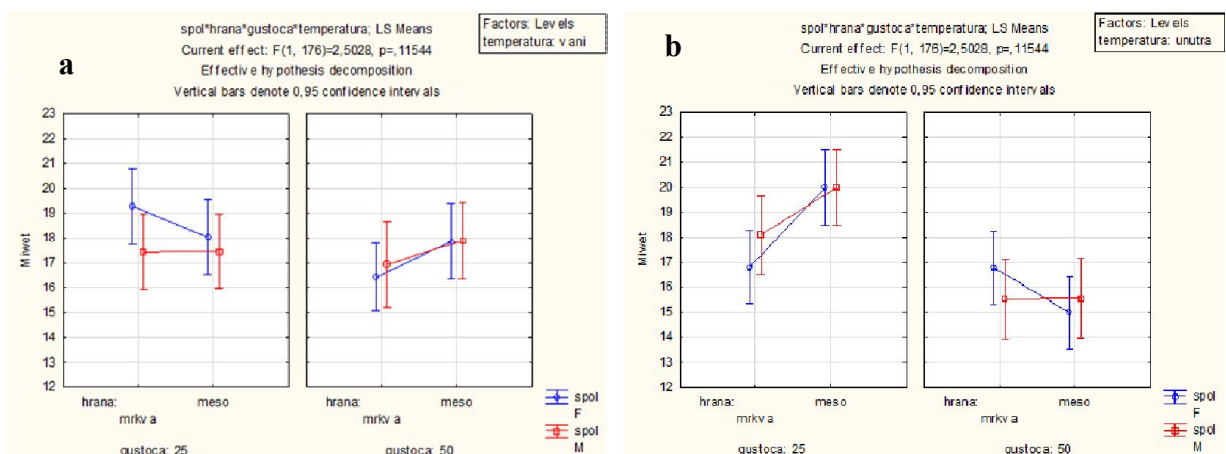 a
spol*hrana*gustoca*temperatura; LS Means
Current effect: F(1, 176)=2,5028, p=,11544
Effective hypothesis decomposition
Vertical bars denote 0,95 confidence intervals
Factors: Levels
temperatura: vani
Miwet
23
22
21
20
19
18
17
16
15
14
13
12
hrana: mrkva meso
gustoca: 25
hrana: mrkva meso
gustoca: 50
spol F
spol M
b
spol*hrana*gustoca*temperatura; LS Means
Current effect: F(1, 176)=2,5028, p=,11544
Effective hypothesis decomposition
Vertical bars denote 0,95 confidence intervals
Factors: Levels
temperatura: unutra
Miwet
23
22
21
20
19
18
17
16
15
14
13
12
hrana: mrkva meso
gustoca: 25
hrana: mrkva meso
gustoca: 50
spol F
spol M